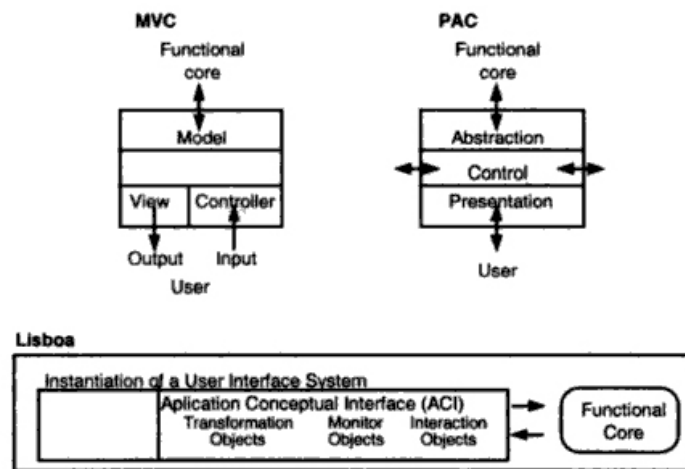 MVC
Functional
core
Model
View Controller
Output Input
User
PAC
Functional
core
Abstraction
Control
Presentation
User
Lisboa
Instantiation of a User Interface System
Aplication Conceptual Interface (ACI)
Transformation Monitor Interaction
Objects Objects Objects
Functional
Core